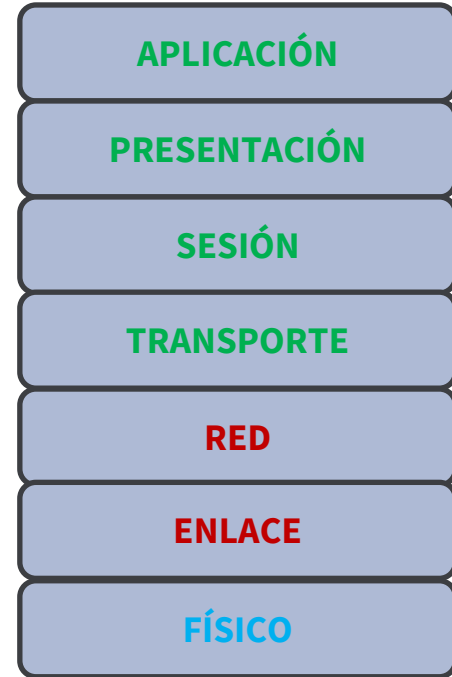 APLICACIÓN
PRESENTACIÓN
SESIÓN
TRANSPORTE
RED
ENLACE
FÍSICO